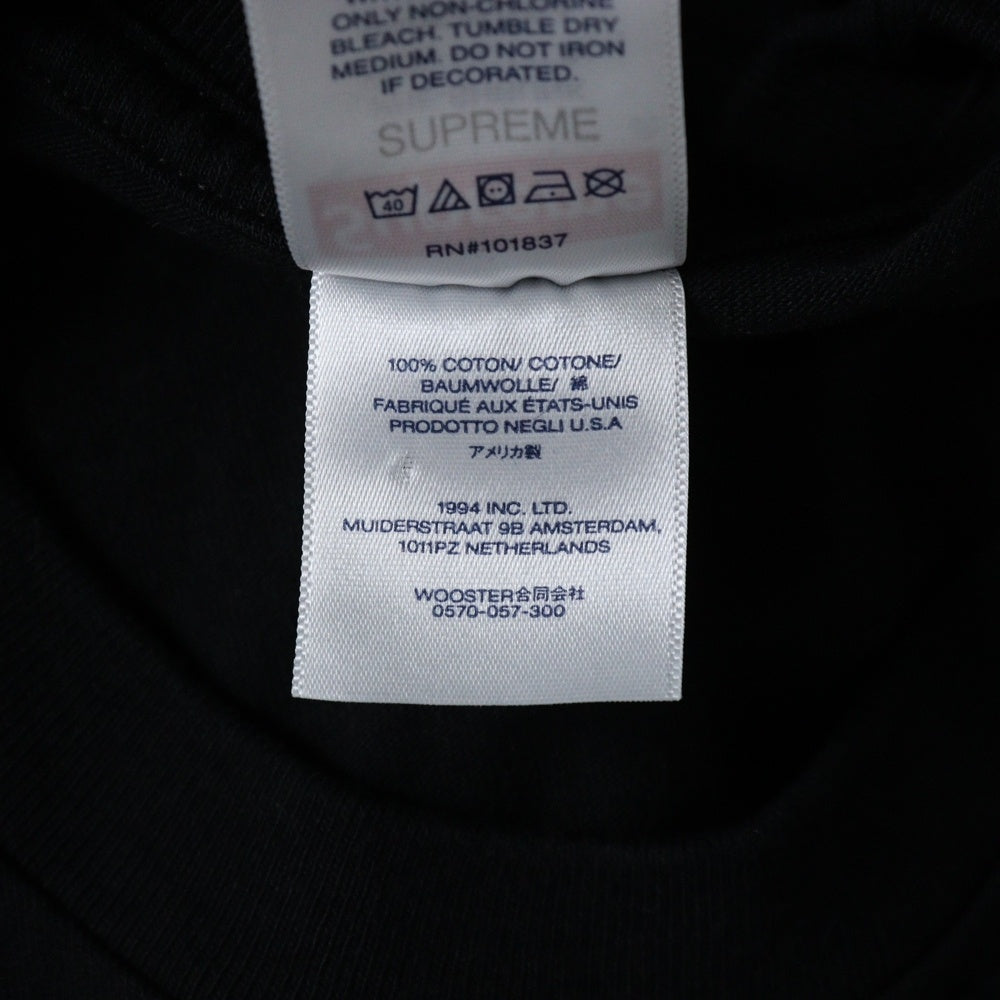 ONLY NON-CHLORINE
BLEACH. TUMBLE DRY
MEDIUM. DO NOT IRON
IF DECORATED.
SUPREME
40
RN#101837
100% COTON/ COTONE/
BAUMWOLLE/ 綿
FABRIQUÉ AUX ÉTATS-UNIS
PRODOTTO NEGLI U.S.A
アメリカ製
1994 INC. LTD.
MUIDERSTRAAT 9B AMSTERDAM,
1011PZ NETHERLANDS
WOOSTER合同会社
0570-057-300